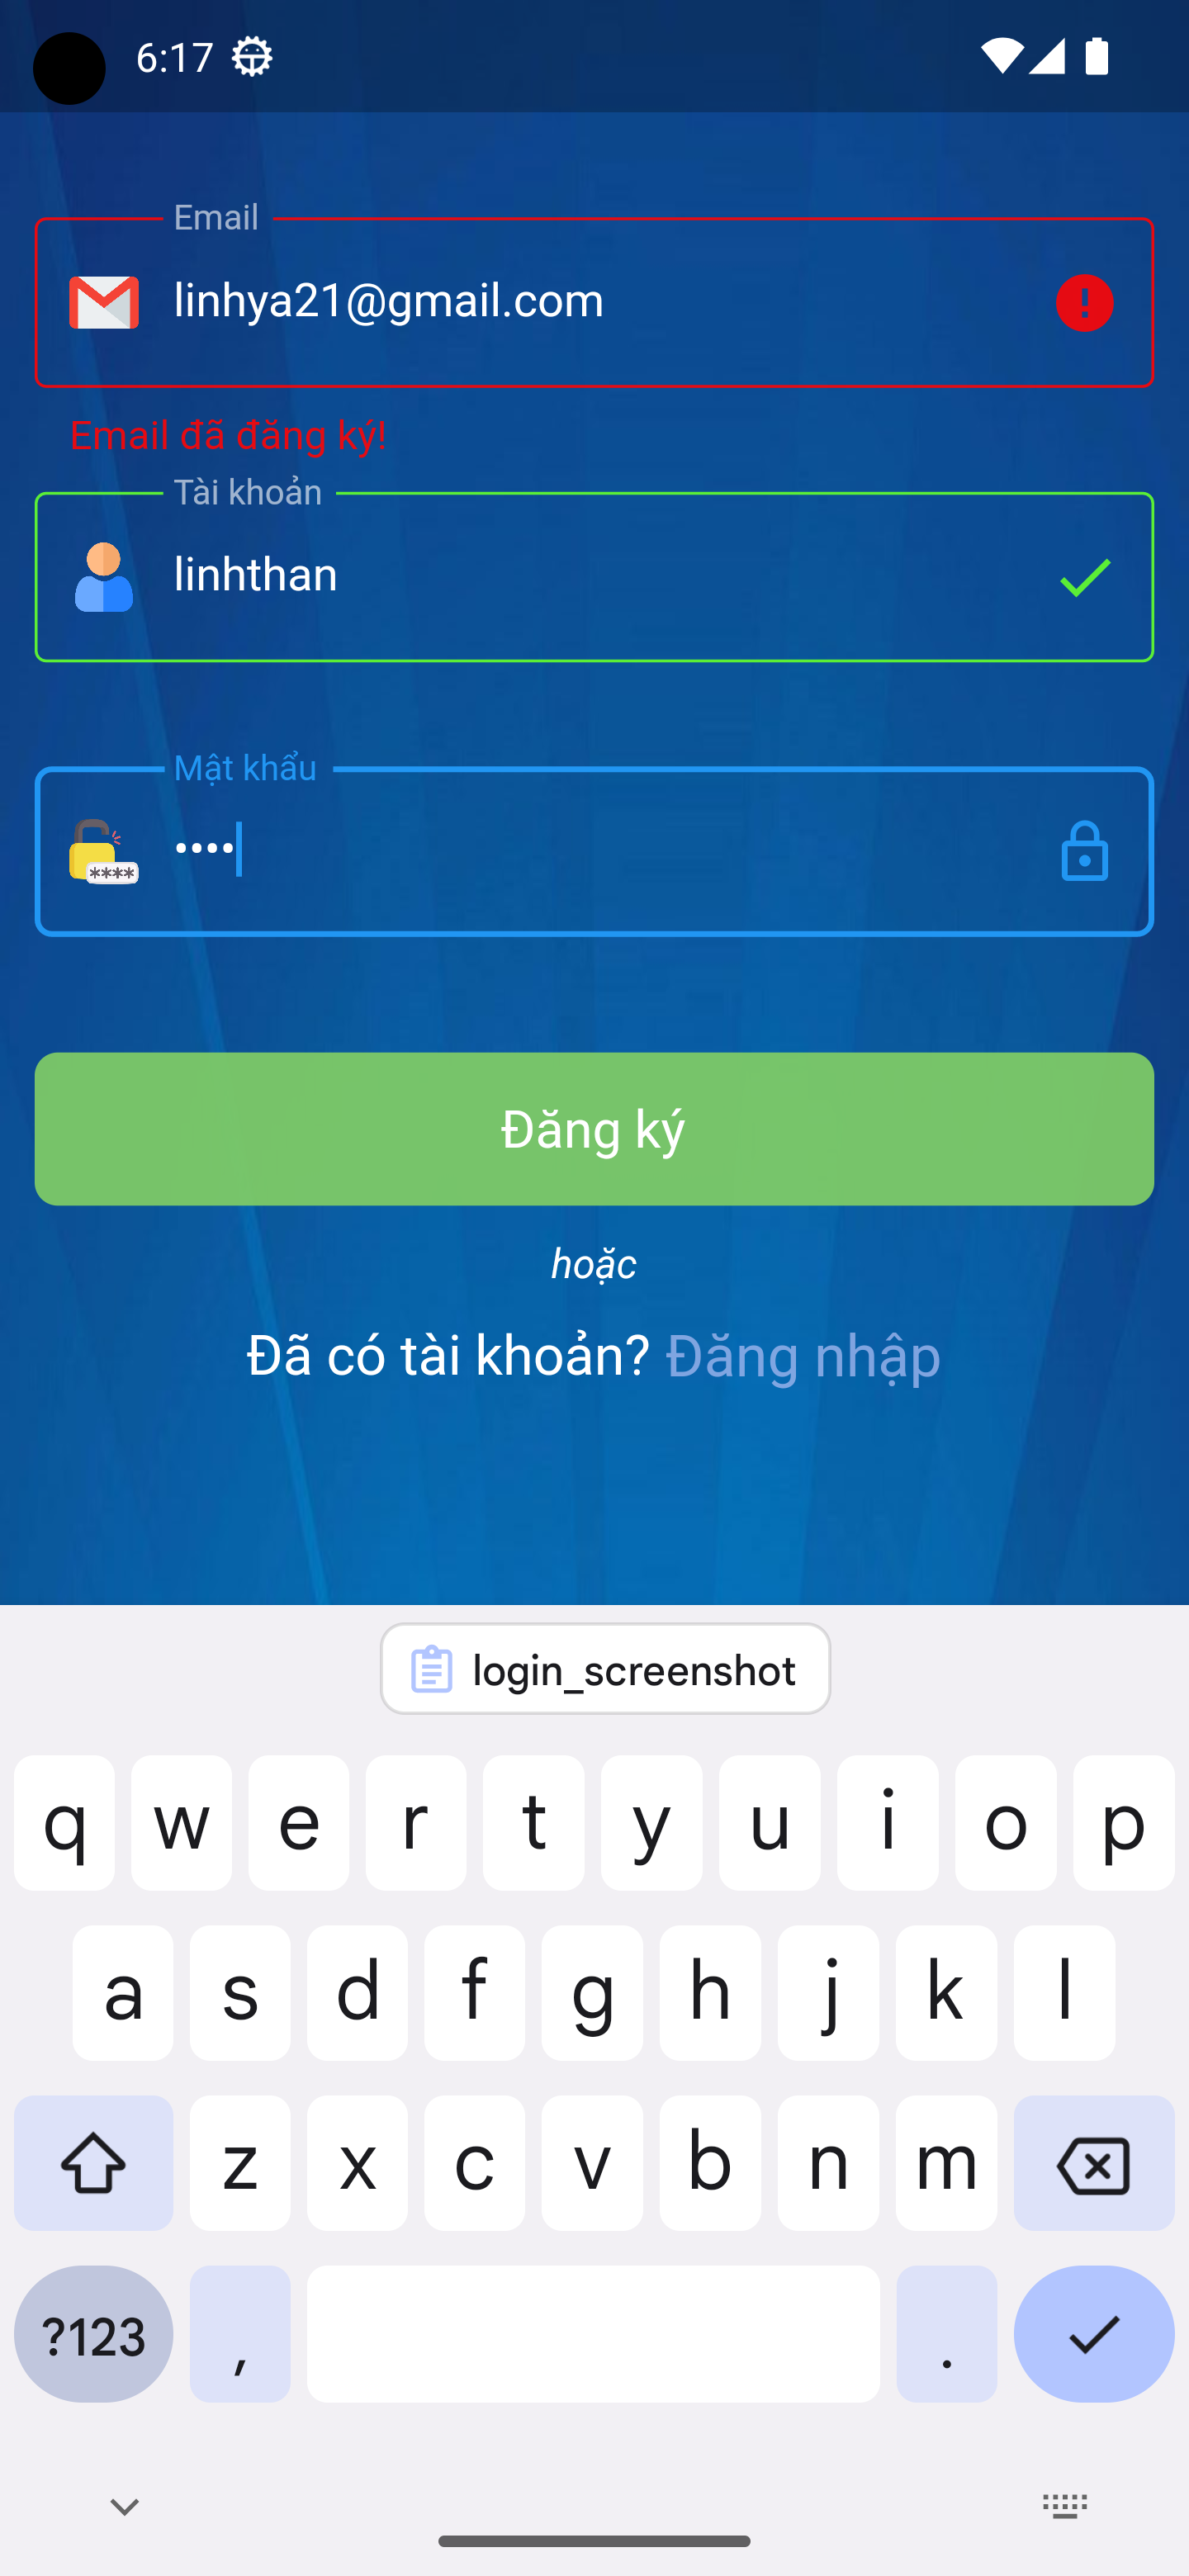 6:17
Email
linhya21@gmail.com
Email đã đăng ký!
Tài khoản
linhthan
Mật khẩu
••••
****
Đăng ký
hoặc
Đã có tài khoản? Đăng nhập
login_screenshot
q w e r t y u i o p
a s d f g h j k l
z x c v b n m
?123 , .